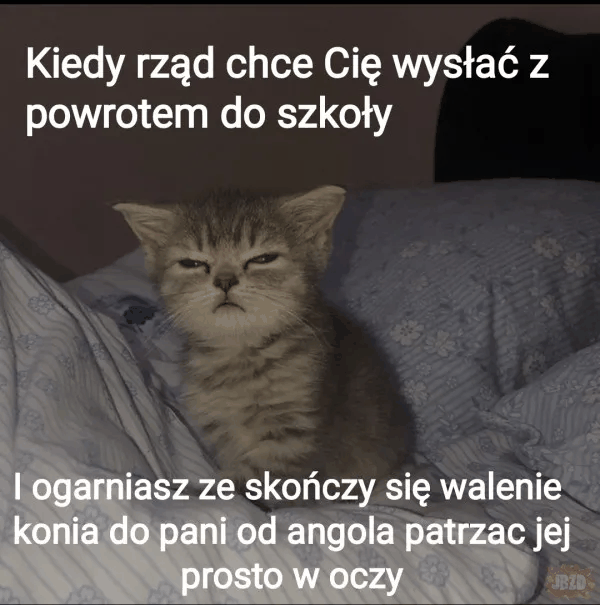 Kiedy rząd chce Cię wysłać z
powrotem do szkoły
I ogarniasz ze skończy się walenie
konia do pani od angola patrzac jej
prosto w oczy
JBZD